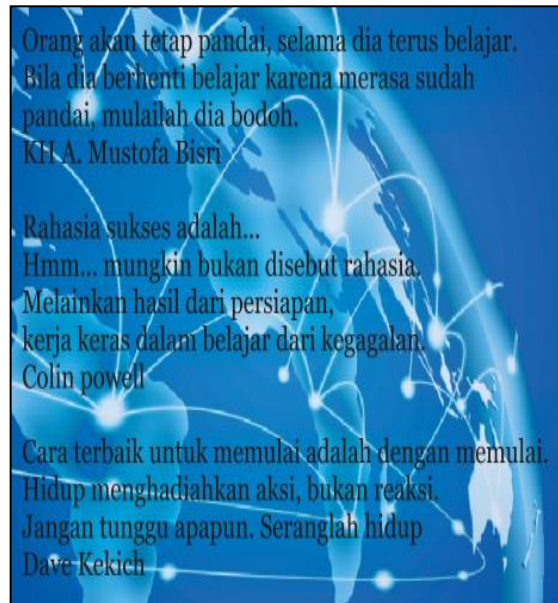 Orang akan tetap pandai, selama dia terus belajar.
Bila dia berhenti belajar karena merasa sudah
pandai, mulailah dia bodoh.
KH A. Mustofa Bisri
Rahasia sukses adalah...
Hmm... mungkin bukan disebut rahasia.
Melainkan hasil dari persiapan,
kerja keras dalam belajar dari kegagalan.
Colin powell
Cara terbaik untuk memulai adalah dengan memulai.
Hidup menghadiahkan aksi, bukan reaksi.
Jangan tunggu apapun. Seranglah hidup
Dave Kekich